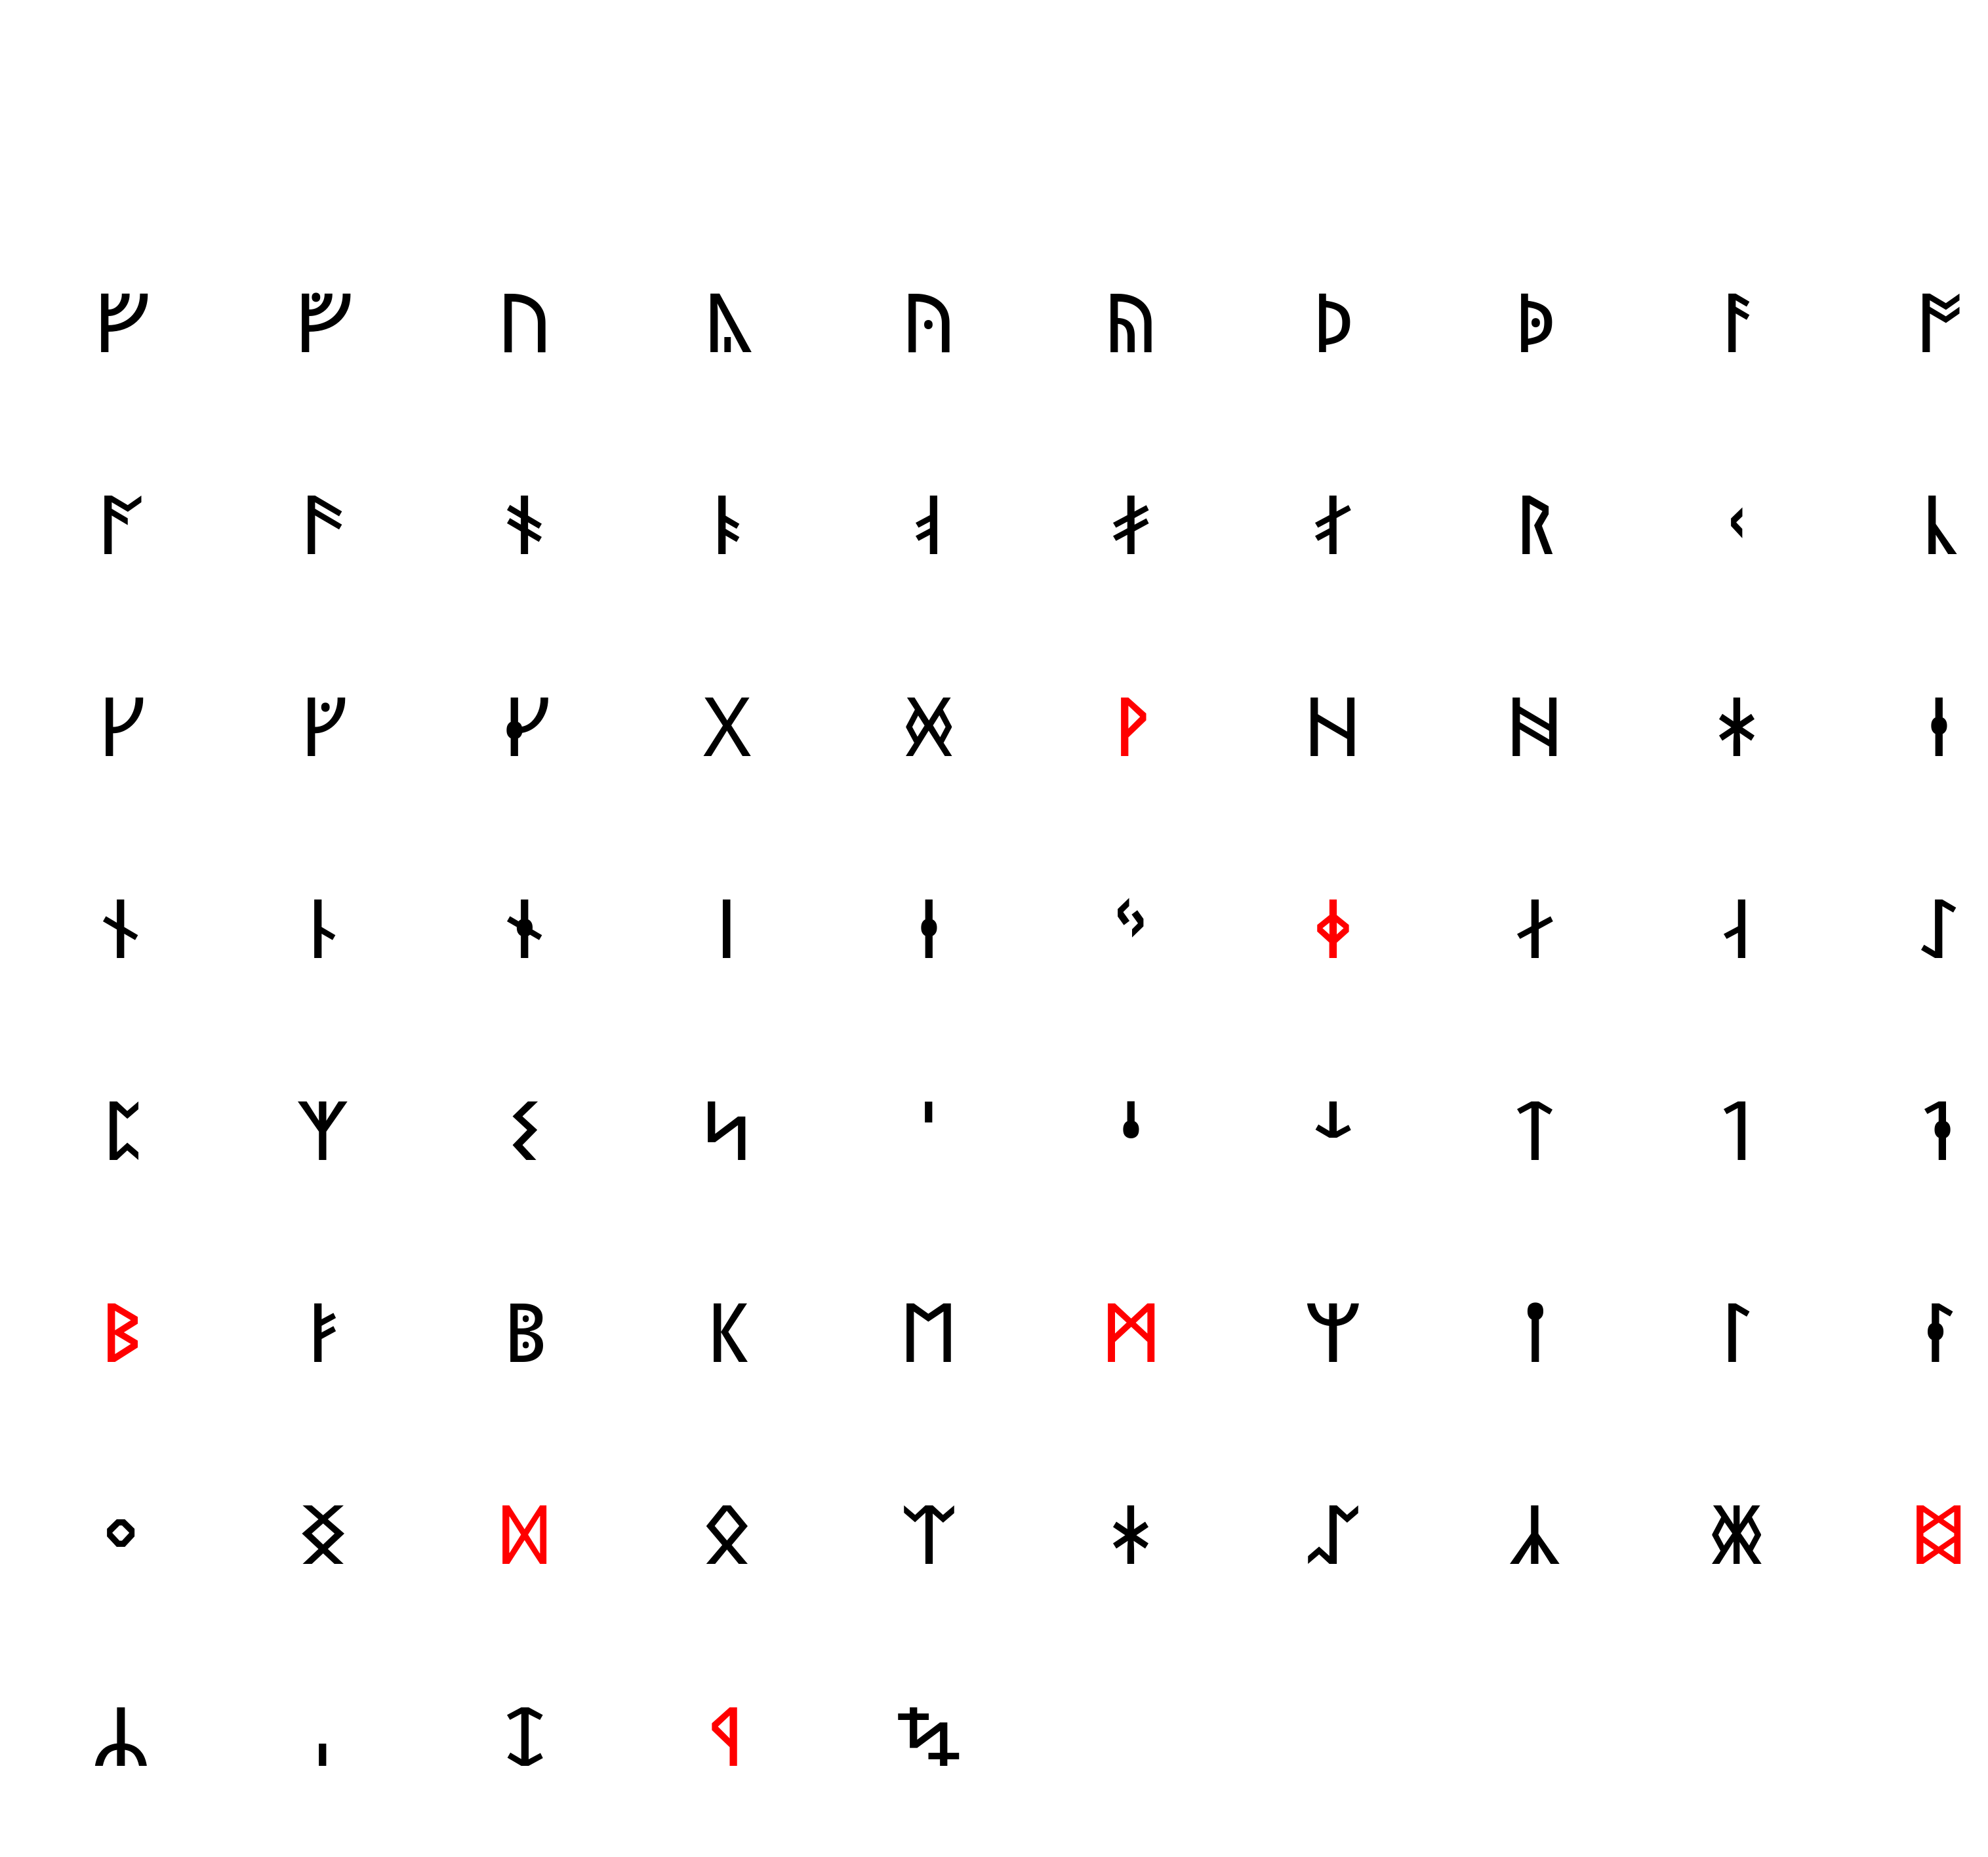 ᚠ ᚡ ᚢ ᚣ ᚤ ᚥ ᚦ ᚧ ᚨ ᚩ
ᚪ ᚫ ᚬ ᚭ ᚮ ᚯ ᚰ ᚱ ᚲ ᚳ
ᚴ ᚵ ᚶ ᚷ ᚸ ᚹ ᚺ ᚻ ᚼ ᚽ
ᚾ ᚿ ᛀ ᛁ ᛂ ᛃ ᛄ ᛅ ᛆ ᛇ
ᛈ ᛉ ᛊ ᛋ ᛌ ᛍ ᛎ ᛏ ᛐ ᛑ
ᛒ ᛓ ᛔ ᛕ ᛖ ᛗ ᛘ ᛙ ᛚ ᛛ
ᛜ ᛝ ᛞ ᛟ ᛠ ᛡ ᛢ ᛣ ᛤ ᛥ
ᛦ ᛧ ᛨ ᛩ ᛪ